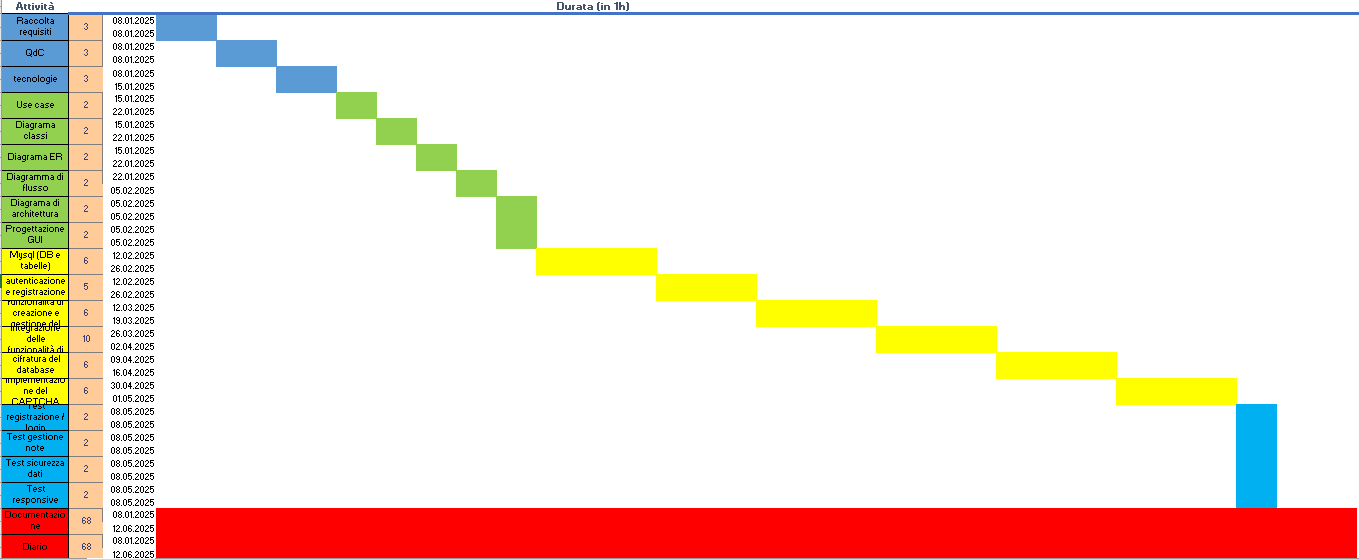 Attività
Durata (in 1h)
Raccolta
requisiti
3
08.01.2025
08.01.2025
QdC
3
08.01.2025
08.01.2025
tecnologie
3
08.01.2025
15.01.2025
Use case
2
15.01.2025
22.01.2025
Diagrama
classi
2
15.01.2025
22.01.2025
Diagrama ER
2
15.01.2025
22.01.2025
Diagramma di
flusso
2
22.01.2025
05.02.2025
Diagrama di
architettura
2
05.02.2025
05.02.2025
Progettazione
GUI
2
05.02.2025
05.02.2025
Mysql (DB e
tabelle)
6
12.02.2025
26.02.2025
autenticazione
e registrazione
5
12.02.2025
26.02.2025
funzionalità di
creazione e
gestione del
6
12.03.2025
19.03.2025
integrazione
delle
funzionalità di
10
26.03.2025
02.04.2025
cifratura del
database
6
09.04.2025
16.04.2025
implementazio
ne del
CAPTCHA
6
30.04.2025
01.05.2025
Test
registrazione /
login
2
08.05.2025
08.05.2025
Test gestione
note
2
08.05.2025
08.05.2025
Test sicurezza
dati
2
08.05.2025
08.05.2025
Test
responsive
2
08.05.2025
08.05.2025
Documentazio
ne
68
08.01.2025
12.06.2025
Diario
68
08.01.2025
12.06.2025